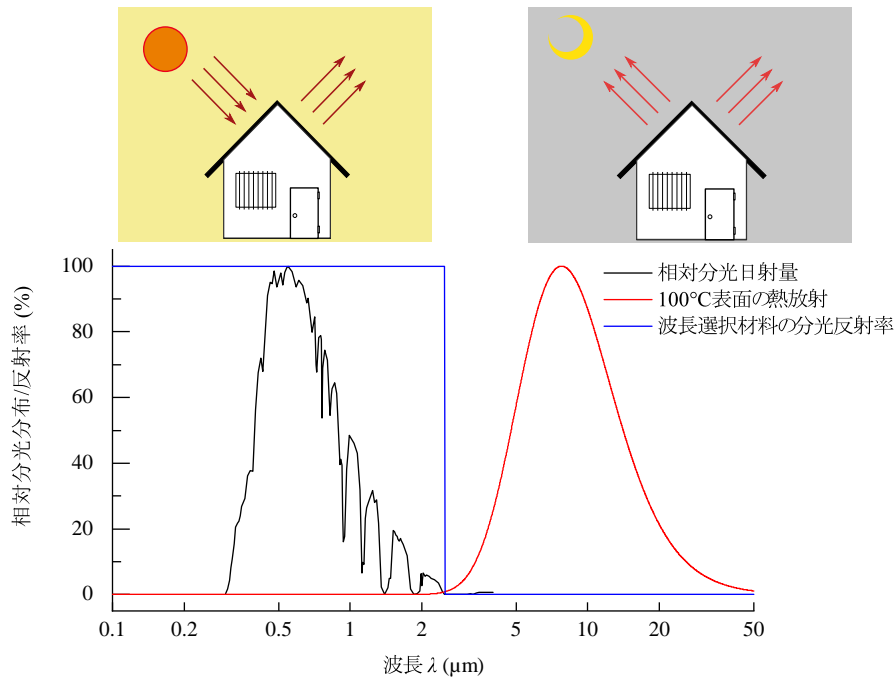 相対分光分布/反射率 (%)
100
80
60
40
20
0
相対分光日射量
100°C表面の熱放射
波長選択材料の分光反射率
0.1 0.2 0.5 1 2 5 10 20 50
波長 λ (μm)